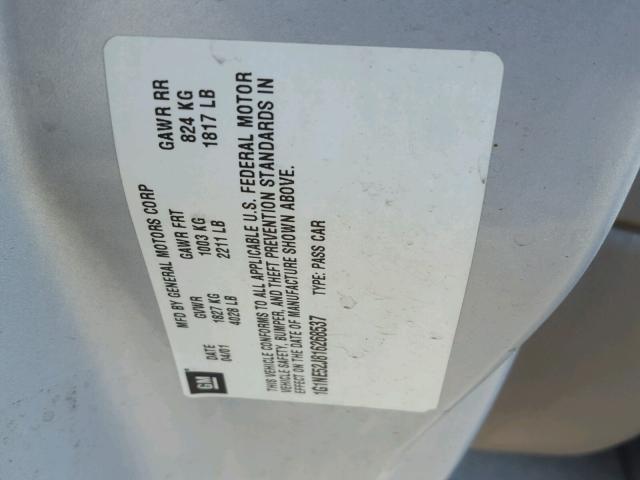 GM
MFD BY GENERAL MOTORS CORP
DATE GVWR GAWR FRT GAWR RR
04/01 1827 KG 1003 KG 824 KG
4028 LB 2211 LB 1817 LB
THIS VEHICLE CONFORMS TO ALL APPLICABLE U.S. FEDERAL MOTOR
VEHICLE SAFETY, BUMPER, AND THEFT PREVENTION STANDARDS IN
EFFECT ON THE DATE OF MANUFACTURE SHOWN ABOVE.
1G1NE52J816268537 TYPE: PASS CAR